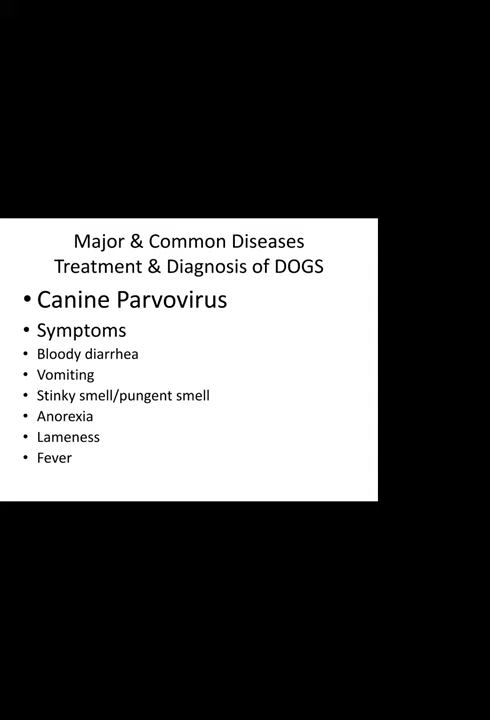 Major & Common Diseases
Treatment & Diagnosis of DOGS
• Canine Parvovirus
• Symptoms
• Bloody diarrhea
• Vomiting
• Stinky smell/pungent smell
• Anorexia
• Lameness
• Fever